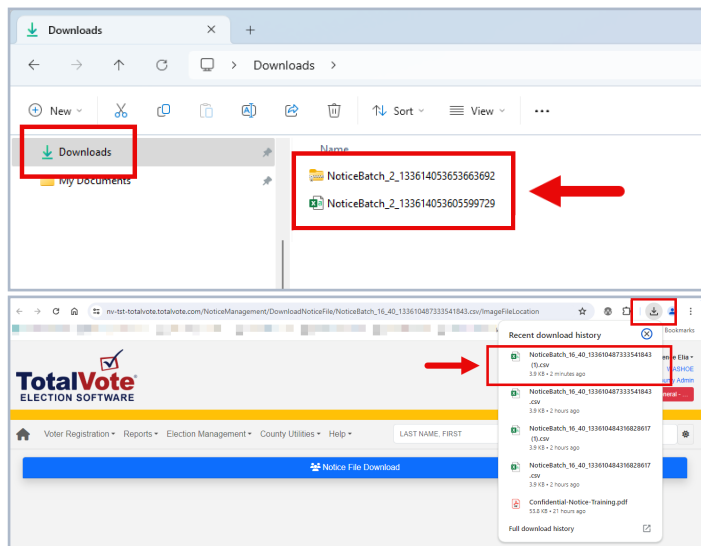 Downloads
Downloads
New
Sort
View
Downloads
Name
My Documents
NoticeBatch_2_133614053653663692
NoticeBatch_2_133614053605599729
nv-tst-totalvote.totalvote.com/NoticeManagement/DownloadNoticeFile/NoticeBatch_16_40_133610487333541843.csv/ImageFileLocation
Bookmarks
Recent download history
NoticeBatch_16_40_133610487333541843
(1).csv
3.9 KB • 2 minutes ago
NoticeBatch_16_40_133610487333541843
.csv
3.9 KB • 2 hours ago
NoticeBatch_16_40_133610484316828617
(1).csv
3.9 KB • 2 hours ago
NoticeBatch_16_40_133610484316828617
.csv
3.9 KB • 2 hours ago
Confidential-Notice-Training.pdf
53.8 KB • 21 hours ago
Full download history
Elia
WASHOE
Admin
TotalVote
ELECTION SOFTWARE
Voter Registration Reports Election Management County Utilities Help LAST NAME, FIRST
Notice File Download